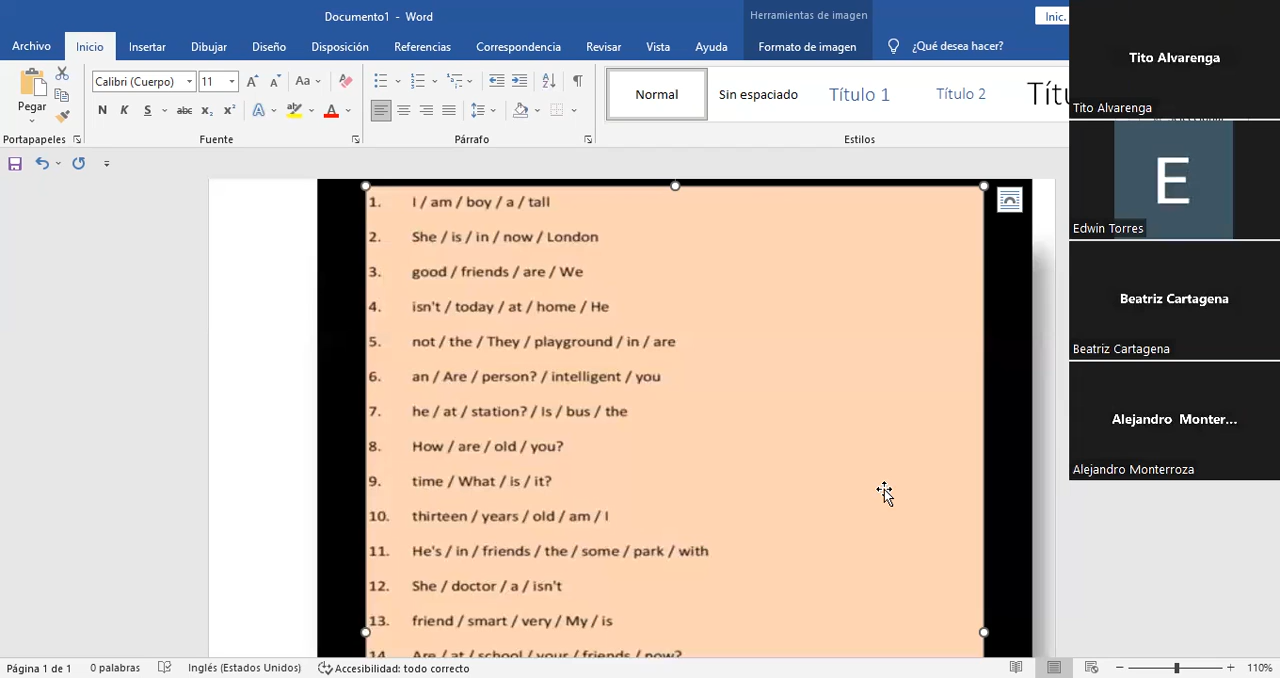 Documento1 - Word
Herramientas de imagen
Inic.
Archivo
Inicio
Insertar
Dibujar
Diseño
Disposición
Referencias
Correspondencia
Revisar
Vista
Ayuda
Formato de imagen
¿Qué desea hacer?
Pegar
Calibri (Cuerpo)
11
Normal
Sin espaciado
Título 1
Título 2
Portapapeles
Fuente
Párrafo
Estilos
1. I / am / boy / a / tall
2. She / is / in / now / London
3. good / friends / are / We
4. isn't / today / at / home / He
5. not / the / They / playground / in / are
6. an / Are / person? / intelligent / you
7. he / at / station? / Is / bus / the
8. How / are / old / you?
9. time / What / is / it?
10. thirteen / years / old / am / I
11. He's / in / friends / the / some / park / with
12. She / doctor / a / isn't
13. friend / smart / very / My / is
14. Are / at / school / your / friends / now?
Tito Alvarenga
Tito Alvarenga
E
Edwin Torres
Beatriz Cartagena
Beatriz Cartagena
Alejandro Monter...
Alejandro Monterroza
Página 1 de 1
0 palabras
Inglés (Estados Unidos)
Accesibilidad: todo correcto
110%